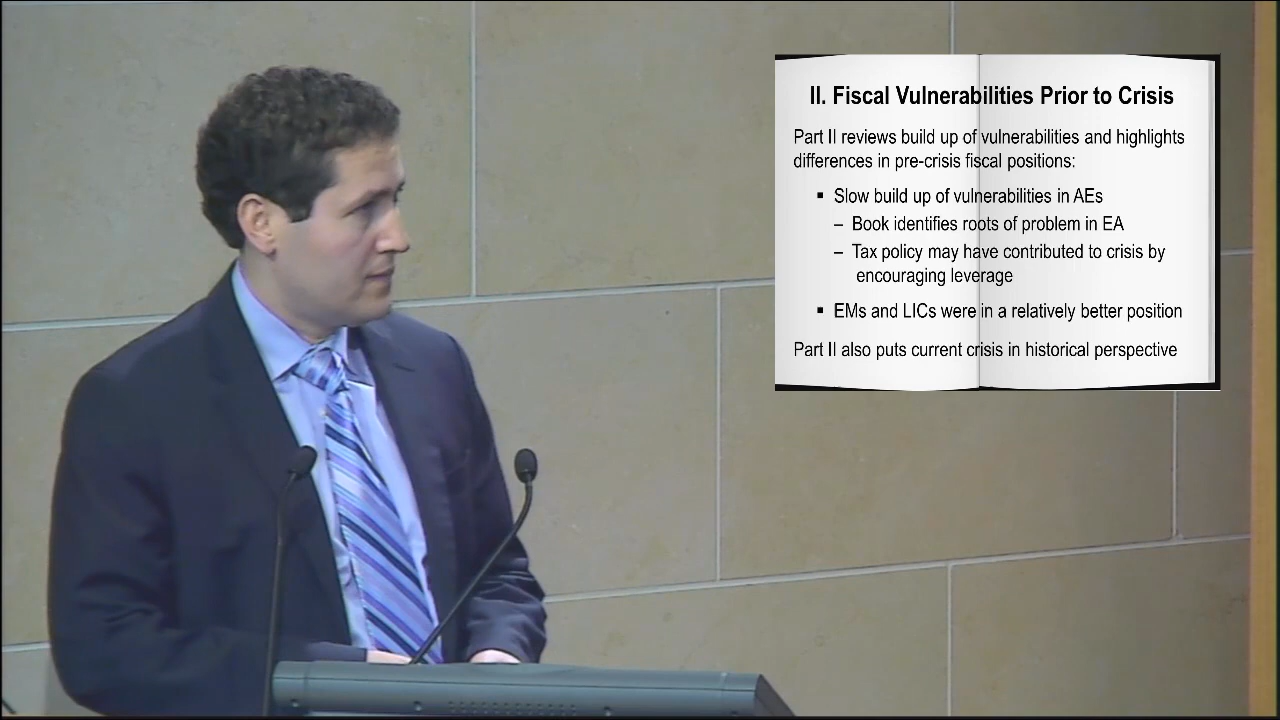 II. Fiscal Vulnerabilities Prior to Crisis
Part II reviews build up of vulnerabilities and highlights
differences in pre-crisis fiscal positions:
▪ Slow build up of vulnerabilities in AEs
– Book identifies roots of problem in EA
– Tax policy may have contributed to crisis by
encouraging leverage
▪ EMs and LICs were in a relatively better position
Part II also puts current crisis in historical perspective